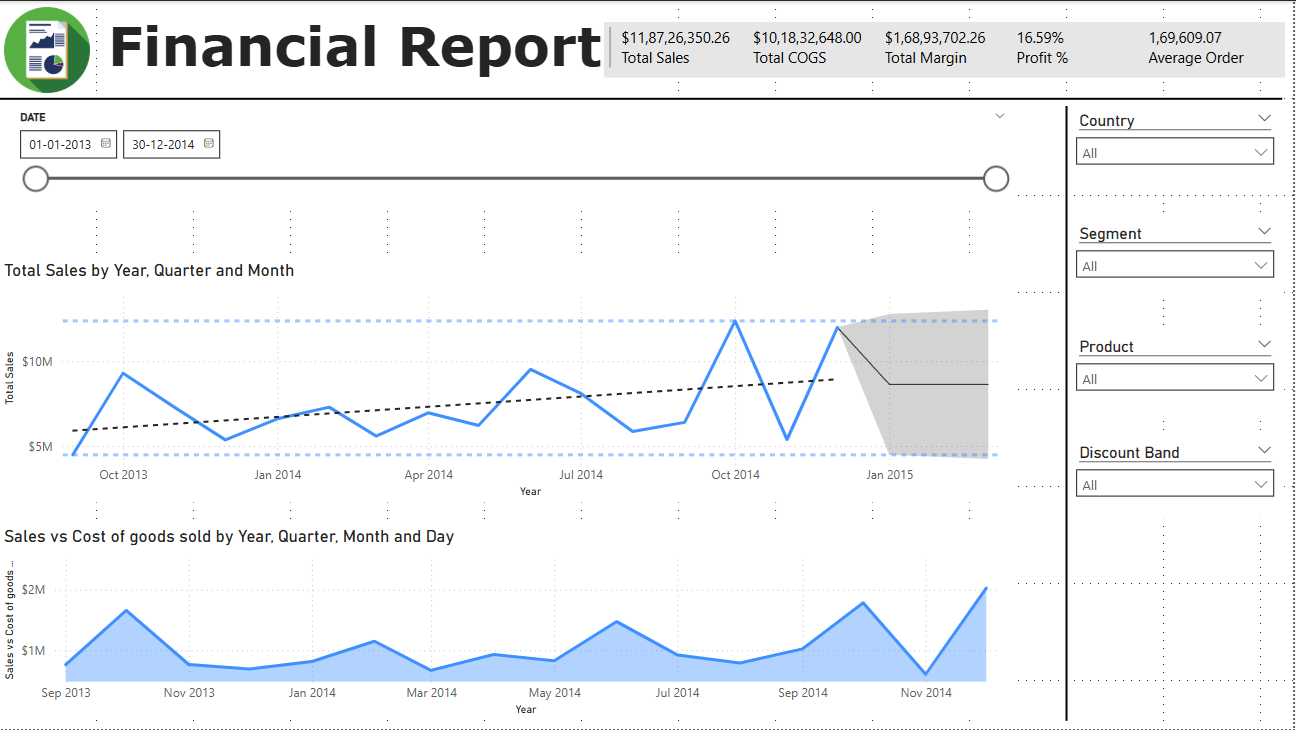 Financial Report
$11,87,26,350.26
Total Sales
$10,18,32,648.00
Total COGS
$1,68,93,702.26
Total Margin
16.59%
Profit %
1,69,609.07
Average Order
DATE
01-01-2013
30-12-2014
Country
All
Segment
All
Product
All
Discount Band
All
Total Sales by Year, Quarter and Month
Total Sales
$10M
$5M
Oct 2013
Jan 2014
Apr 2014
Jul 2014
Oct 2014
Jan 2015
Year
Sales vs Cost of goods sold by Year, Quarter, Month and Day
Sales vs Cost of goods ...
$2M
$1M
Sep 2013
Nov 2013
Jan 2014
Mar 2014
May 2014
Jul 2014
Sep 2014
Nov 2014
Year